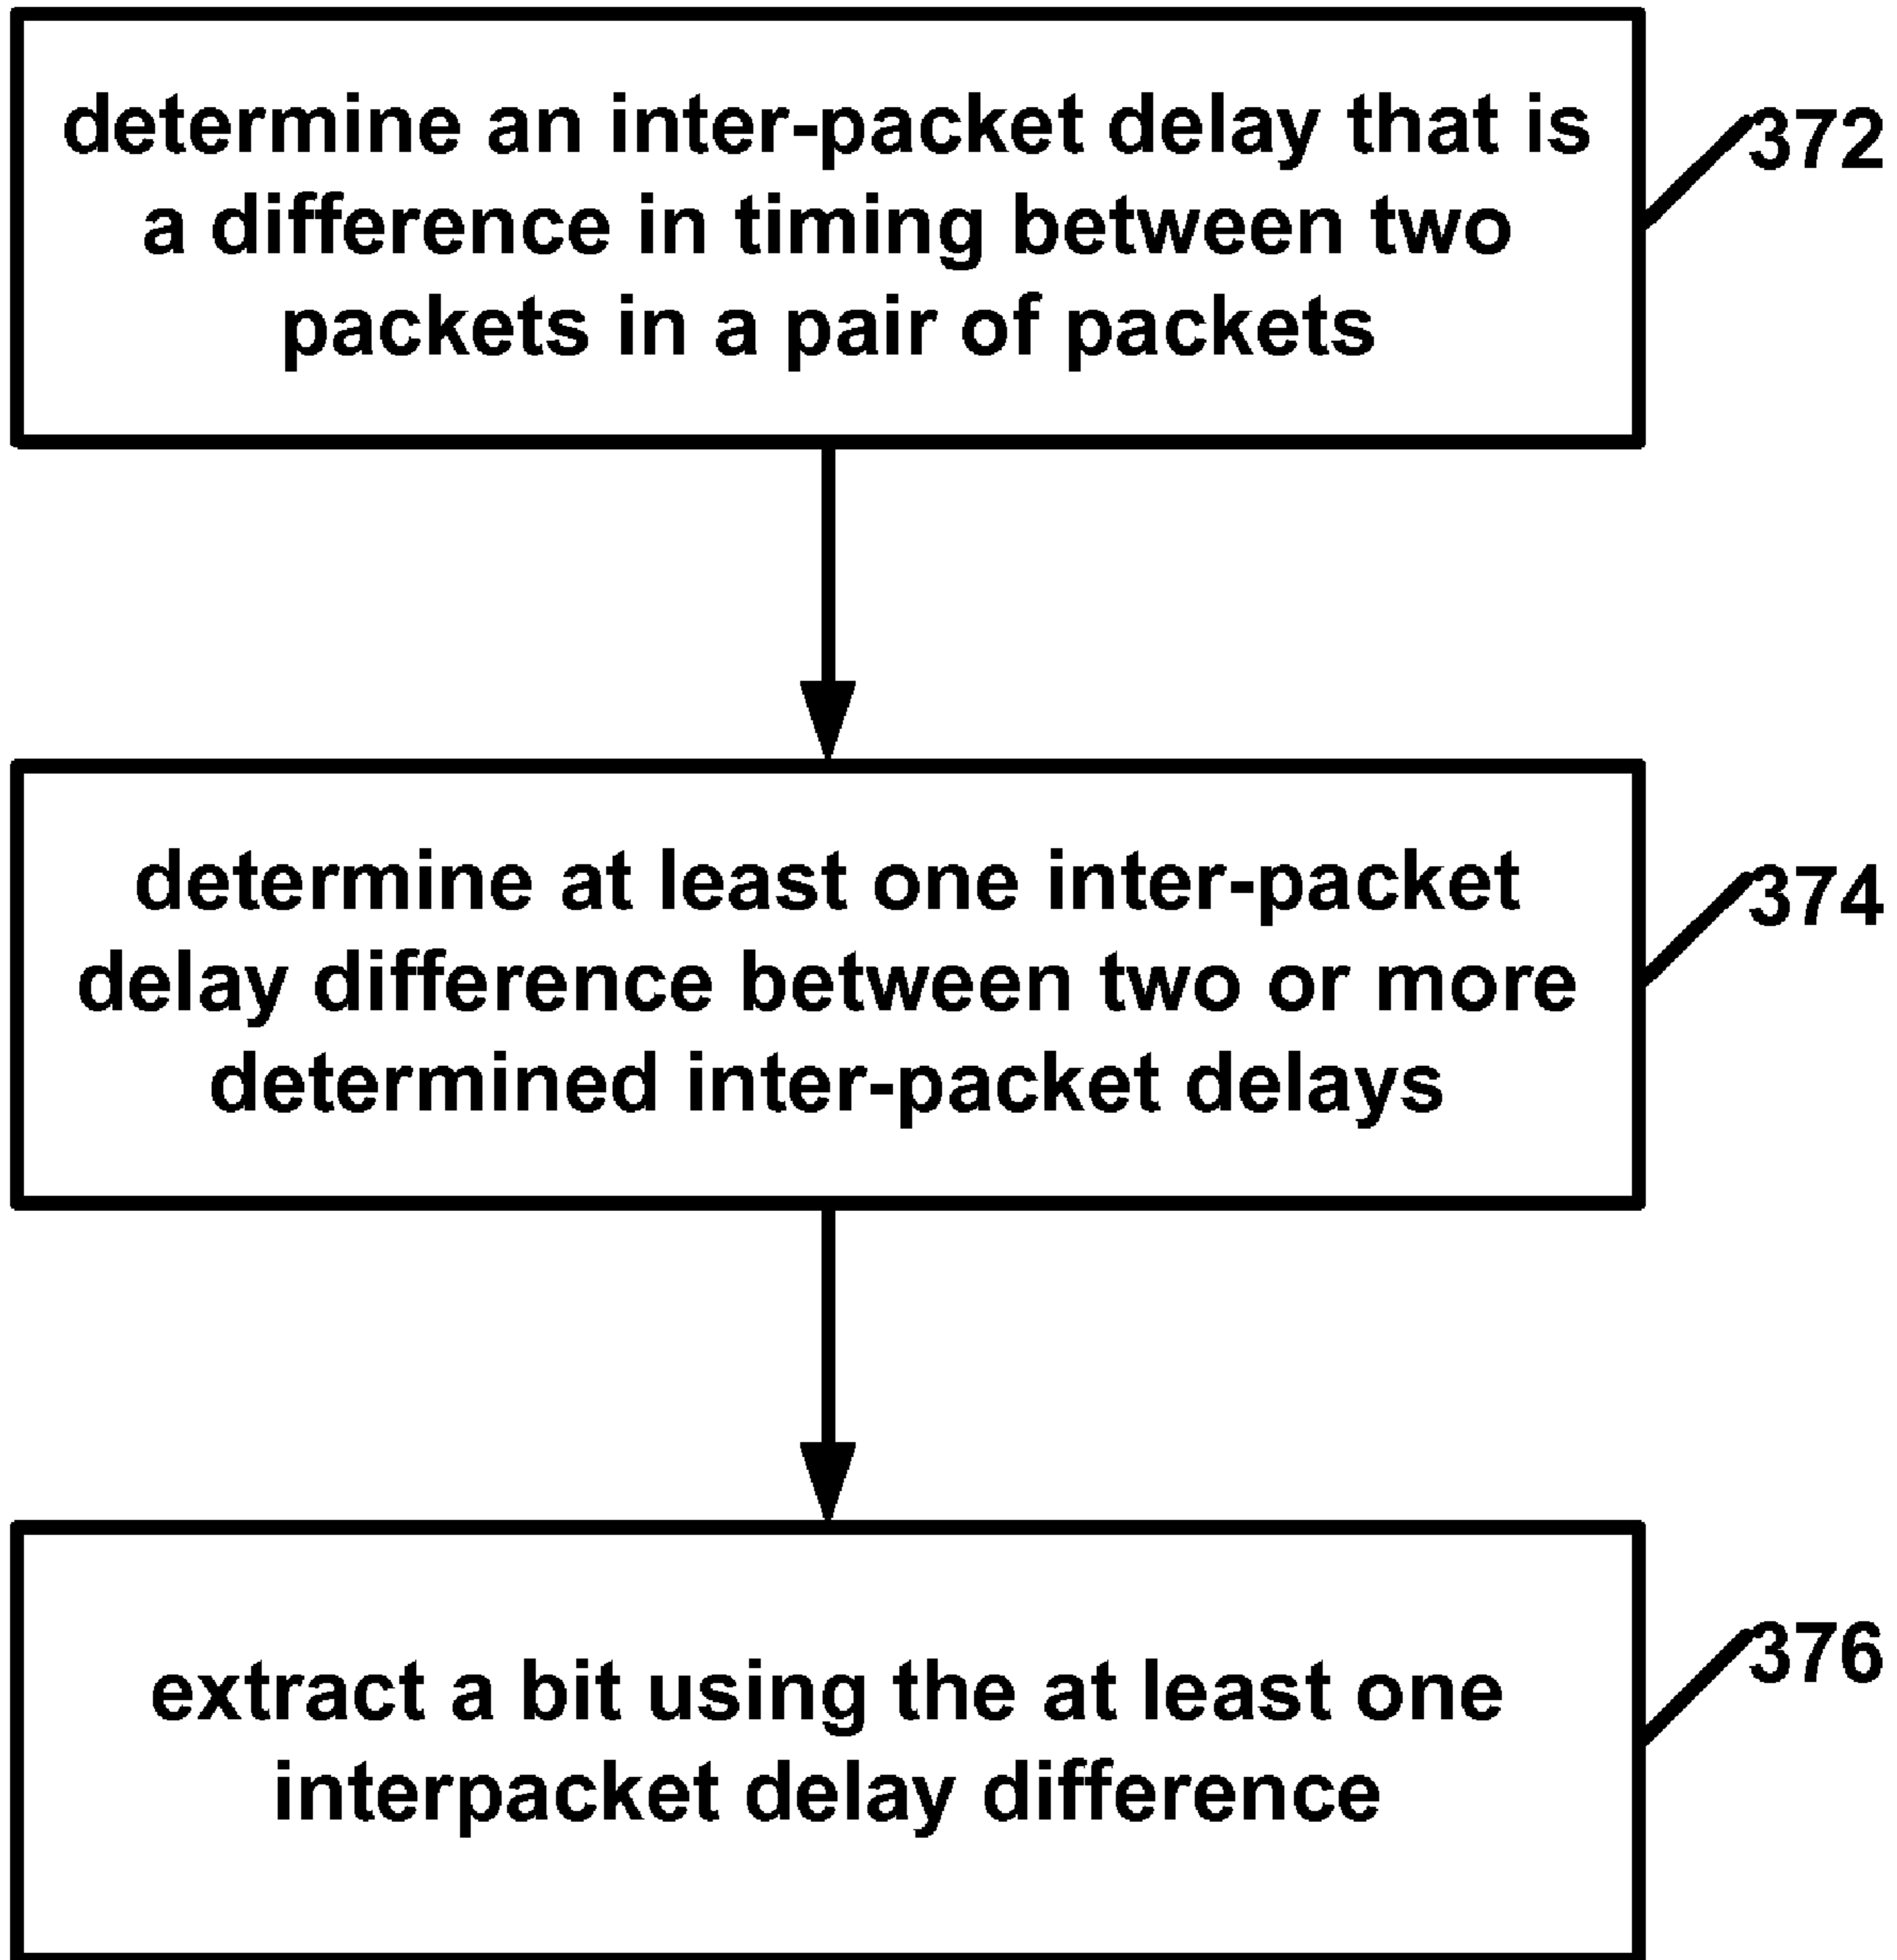 determine an inter-packet delay that is
a difference in timing between two
packets in a pair of packets
372
determine at least one inter-packet
delay difference between two or more
determined inter-packet delays
374
extract a bit using the at least one
interpacket delay difference
376